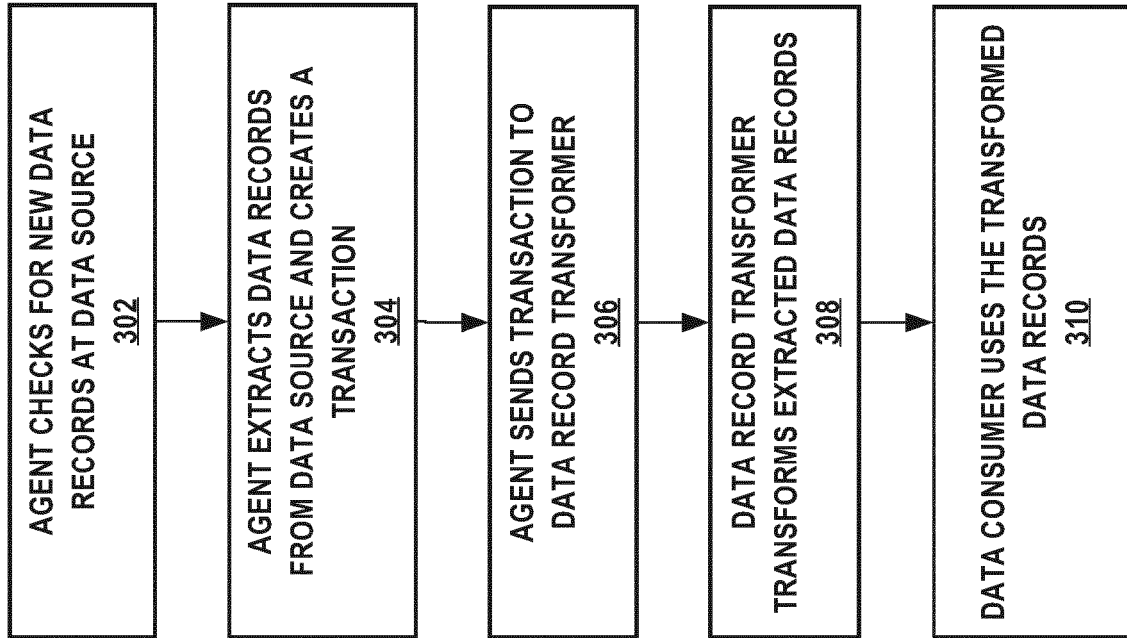 AGENT CHECKS FOR NEW DATA
RECORDS AT DATA SOURCE
302
AGENT EXTRACTS DATA RECORDS
FROM DATA SOURCE AND CREATES A
TRANSACTION
304
AGENT SENDS TRANSACTION TO
DATA RECORD TRANSFORMER
306
DATA RECORD TRANSFORMER
TRANSFORMS EXTRACTED DATA RECORDS
308
DATA CONSUMER USES THE TRANSFORMED
DATA RECORDS
310